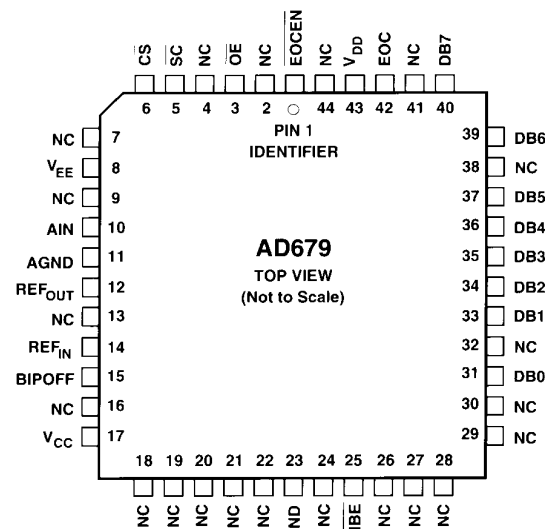 CS SC NC OE NC EOCEN NC VDD EOC NC DB7
6 5 4 3 2 44 43 42 41 40
PIN 1
IDENTIFIER
NC 7
VEE 8
NC 9
AIN 10
AGND 11
REFOUT 12
NC 13
REFIN 14
BIPOFF 15
NC 16
VCC 17
AD679
TOP VIEW
(Not to Scale)
39 DB6
38 NC
37 DB5
36 DB4
35 DB3
34 DB2
33 DB1
32 NC
31 DB0
30 NC
29 NC
18 19 20 21 22 23 24 25 26 27 28
NC NC NC NC NC ND NC NC NC NC